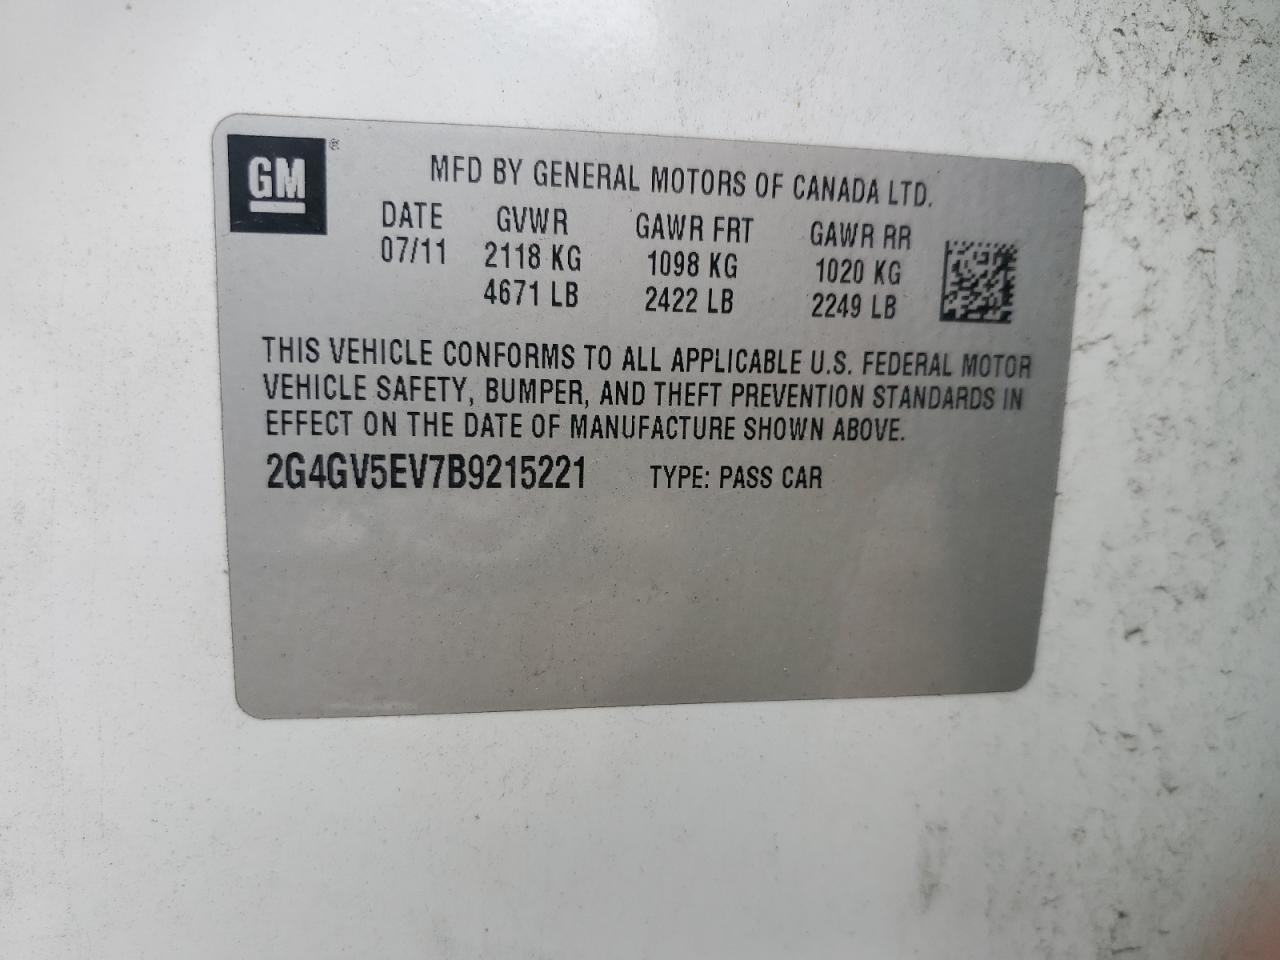 GM®
MFD BY GENERAL MOTORS OF CANADA LTD.
DATE GVWR GAWR FRT GAWR RR
07/11 2118 KG 1098 KG 1020 KG
4671 LB 2422 LB 2249 LB
THIS VEHICLE CONFORMS TO ALL APPLICABLE U.S. FEDERAL MOTOR
VEHICLE SAFETY, BUMPER, AND THEFT PREVENTION STANDARDS IN
EFFECT ON THE DATE OF MANUFACTURE SHOWN ABOVE.
2G4GV5EV7B9215221 TYPE: PASS CAR